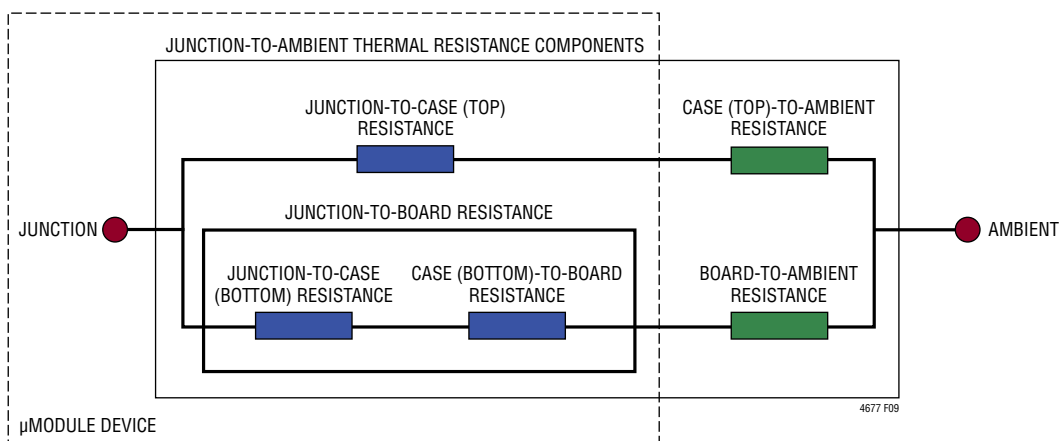 JUNCTION-TO-AMBIENT THERMAL RESISTANCE COMPONENTS
JUNCTION-TO-CASE (TOP)
RESISTANCE
CASE (TOP)-TO-AMBIENT
RESISTANCE
JUNCTION-TO-BOARD RESISTANCE
JUNCTION
AMBIENT
JUNCTION-TO-CASE
(BOTTOM) RESISTANCE
CASE (BOTTOM)-TO-BOARD
RESISTANCE
BOARD-TO-AMBIENT
RESISTANCE
4677 F09
µMODULE DEVICE